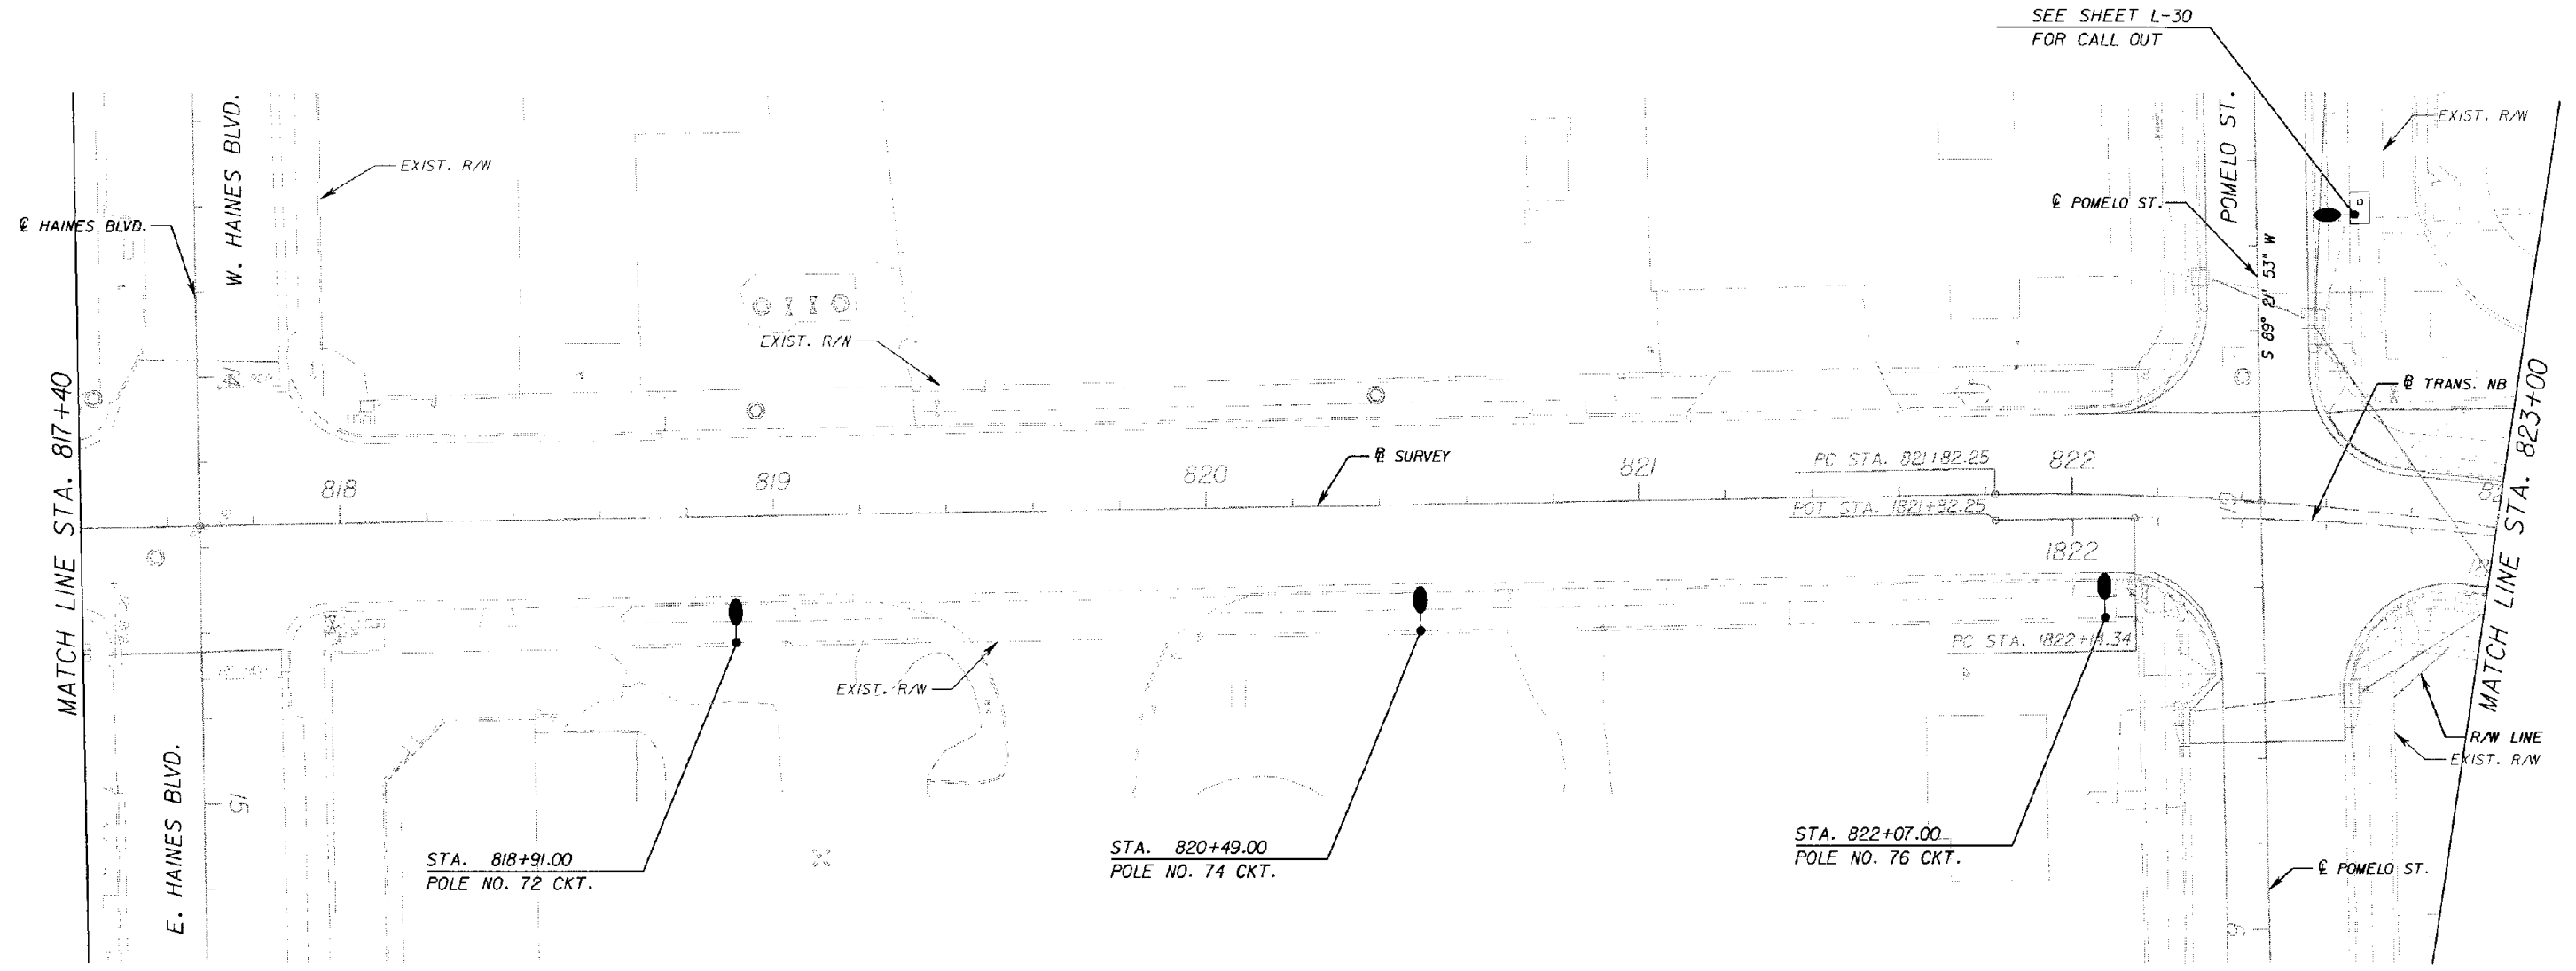 SEE SHEET L-30
FOR CALL OUT
W. HAINES BLVD.
POMELO ST.
EXIST. R/W
EXIST. R/W
℄ HAINES BLVD.
℄ POMELO ST.
S 89° 21' 53" W
EXIST. R/W
MATCH LINE STA. 817+40
14
℄ SURVEY
℄ TRANS. NB
MATCH LINE STA. 823+00
818
819
820
821
822
PC STA. 821+82.25
POT STA. 1821+82.25
1822
PC STA. 1822+14.34
EXIST. R/W
R/W LINE
EXIST. R/W
E. HAINES BLVD.
15
STA. 818+91.00
POLE NO. 72 CKT.
STA. 820+49.00
POLE NO. 74 CKT.
STA. 822+07.00
POLE NO. 76 CKT.
℄ POMELO ST.